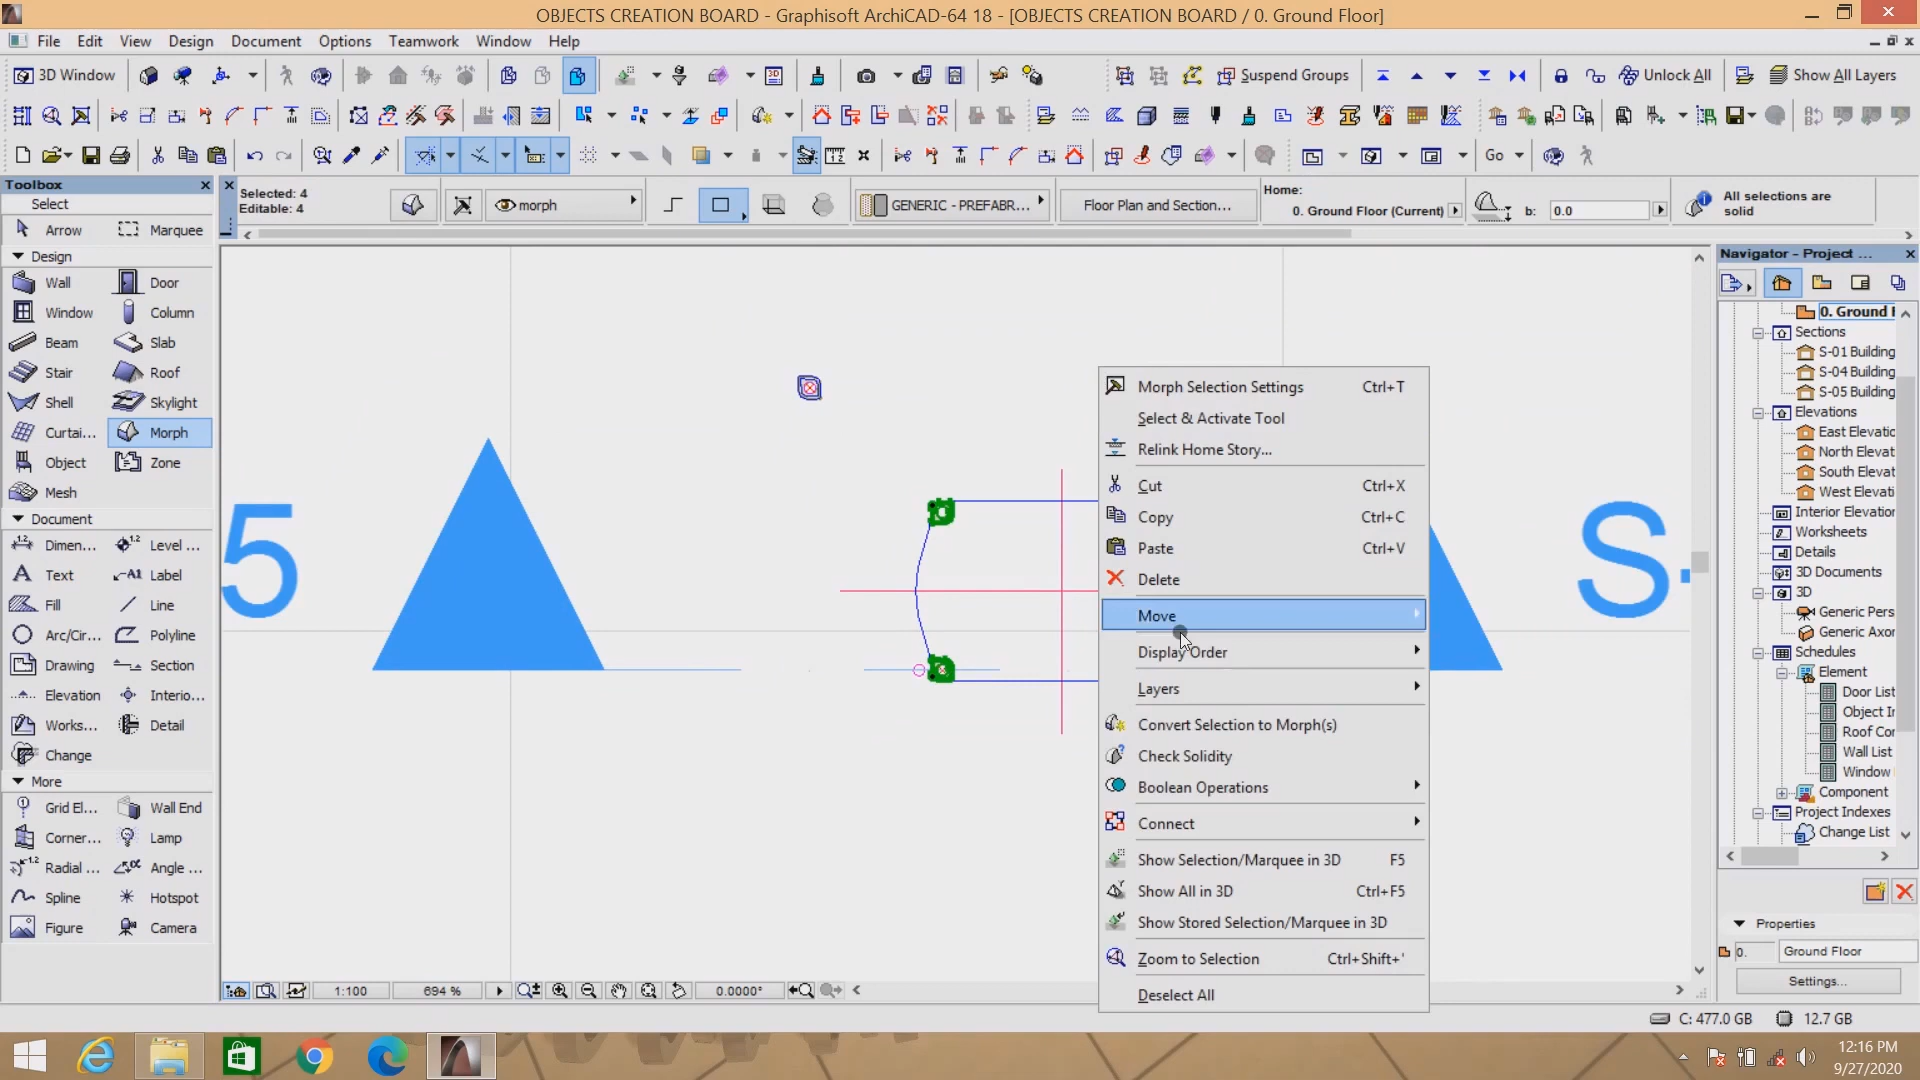 OBJECTS CREATION BOARD - Graphisoft ArchiCAD-64 18 - [OBJECTS CREATION BOARD / 0. Ground Floor]
File Edit View Design Document Options Teamwork Window Help
3D Window Suspend Groups Unlock All Show All Layers
Go
Toolbox
Select
Arrow Marquee
Design
Wall Door
Window Column
Beam Slab
Stair Roof
Shell Skylight
Curtai... Morph
Object Zone
Mesh
Document
Dimen... Level ...
Text Label
Fill Line
Arc/Cir... Polyline
Drawing Section
Elevation Interio...
Works... Detail
Change
More
Grid El... Wall End
Corner... Lamp
Radial ... Angle ...
Spline Hotspot
Figure Camera
Selected: 4
Editable: 4
morph
GENERIC - PREFABR...
Floor Plan and Section...
Home:
0. Ground Floor (Current)
b: 0.0
All selections are
solid
5
S-
Morph Selection Settings Ctrl+T
Select & Activate Tool
Relink Home Story...
Cut Ctrl+X
Copy Ctrl+C
Paste Ctrl+V
Delete
Move
Display Order
Layers
Convert Selection to Morph(s)
Check Solidity
Boolean Operations
Connect
Show Selection/Marquee in 3D F5
Show All in 3D Ctrl+F5
Show Stored Selection/Marquee in 3D
Zoom to Selection Ctrl+Shift+'
Deselect All
Navigator - Project ...
0. Ground F
Sections
S-01 Building
S-04 Building
S-05 Building
Elevations
East Elevatic
North Elevat
South Elevat
West Elevati
Interior Elevation
Worksheets
Details
3D Documents
3D
Generic Pers
Generic Axor
Schedules
Element
Door List
Object In
Roof Cor
Wall List
Window
Component
Project Indexes
Change List
Properties
0. Ground Floor
Settings...
1:100 694 % 0.0000°
C: 477.0 GB 12.7 GB
12:16 PM
9/27/2020